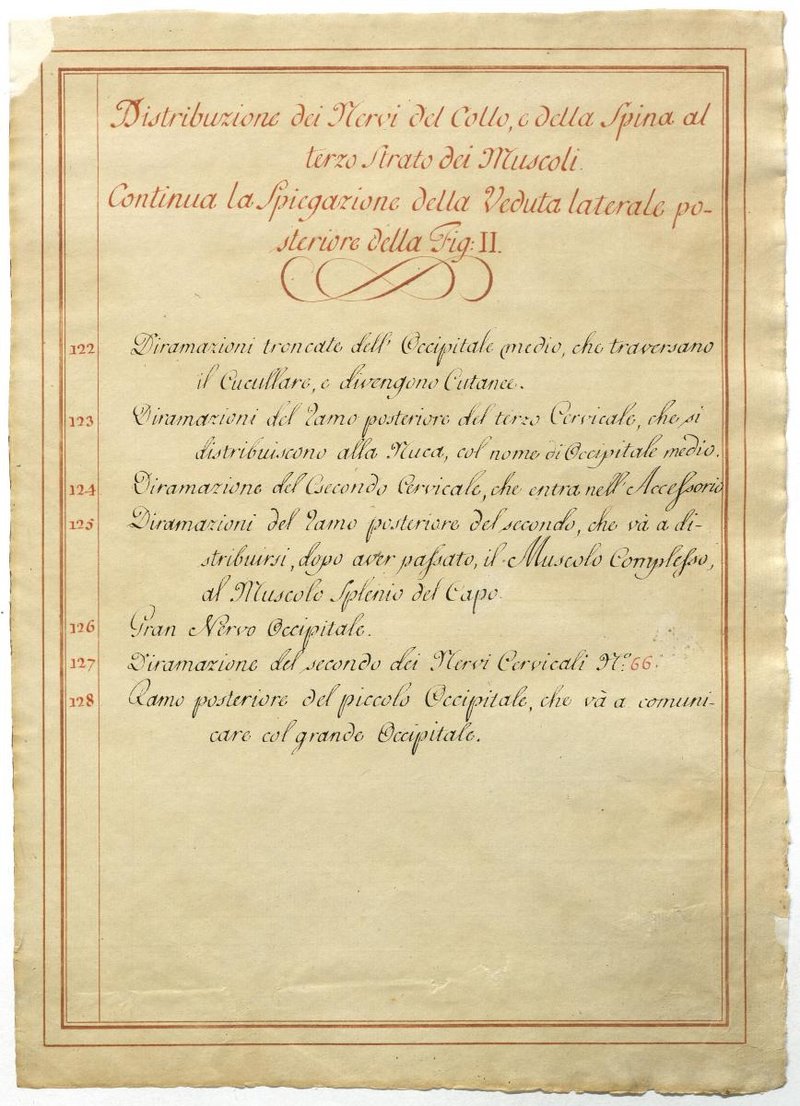 Distribuzione dei Nervi del Collo, e della Spina al
terzo Strato dei Muscoli.
Continua la Spiegazione della Veduta laterale po-
steriore della Fig: II.
122 Diramazioni troncate dell' Occipitale medio, che traversano
il Cucullare, e divengono Cutanee.
123 Diramazioni del Ramo posteriore del terzo Cervicale, che si
distribuiscono alla Nuca, col nome di Occipitale medio.
124 Diramazione del Secondo Cervicale, che entra nell' Accessorio
125 Diramazioni del Ramo posteriore del secondo, che và a di-
stribuirsi, dopo aver passato, il Muscolo Complesso,
al Muscolo Splenio del Capo.
126 Gran Nervo Occipitale.
127 Diramazione del secondo dei Nervi Cervicali N.º 66.
128 Ramo posteriore del piccolo Occipitale, che và a comuni-
care col grande Occipitale.